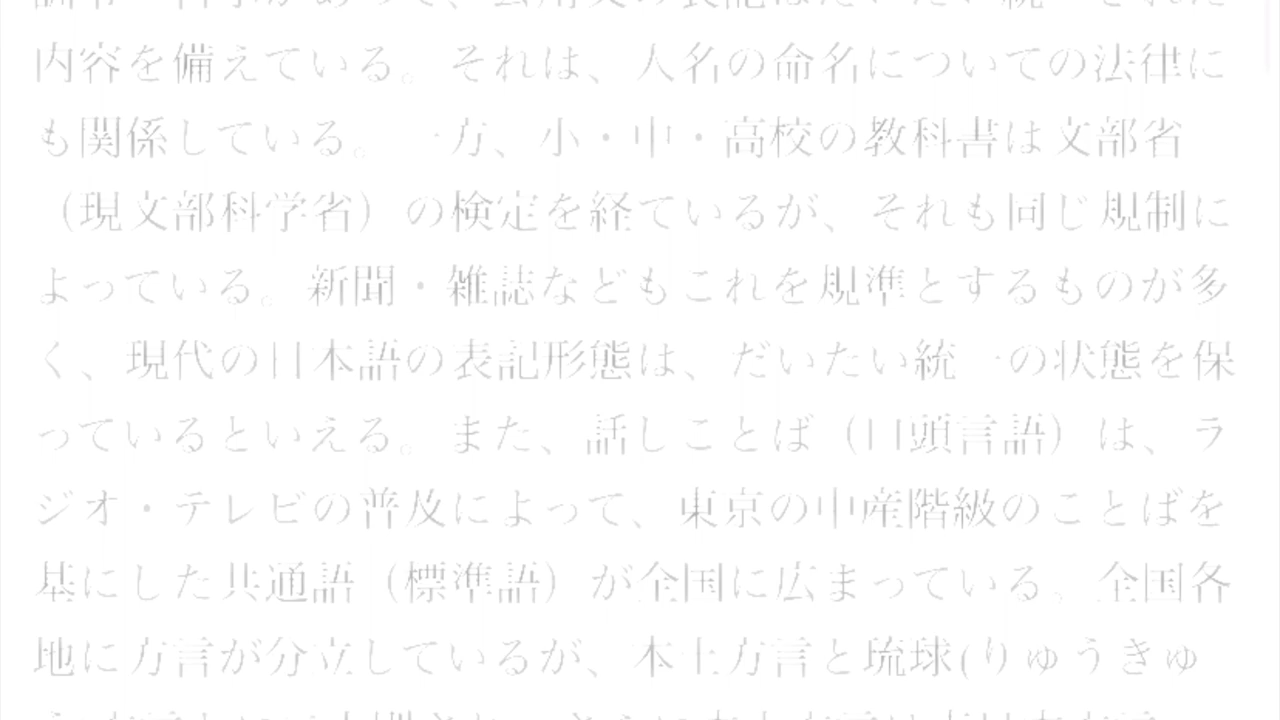 内容を備えている。それは、人名の命名についての法律に
も関係している。一方、小・中・高校の教科書は文部省
（現文部科学省）の検定を経ているが、それも同じ規制に
よっている。新聞・雑誌などもこれを規準とするものが多
く、現代の日本語の表記形態は、だいたい統一の状態を保
っているといえる。また、話しことば（口頭言語）は、ラ
ジオ・テレビの普及によって、東京の中産階級のことばを
基にした共通語（標準語）が全国に広まっている。全国各
地に方言が分立しているが、本土方言と琉球(りゅうきゅ